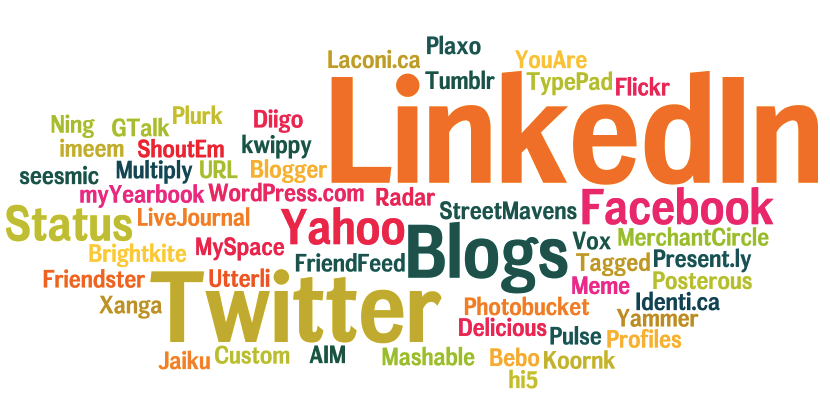 Plaxo
Laconi.ca
YouAre
Tumblr
TypePad
Flickr
LinkedIn
Plurk
Ning
GTalk
Diigo
imeem
ShoutEm
kwippy
seesmic
Multiply
URL
Blogger
myYearbook
WordPress.com
Radar
StreetMavens
Facebook
Status
LiveJournal
Yahoo
Blogs
Vox
MerchantCircle
Brightkite
MySpace
FriendFeed
Tagged
Present.ly
Friendster
Utterli
Twitter
Meme
Posterous
Xanga
Photobucket
Identi.ca
Delicious
Yammer
Pulse
Profiles
Jaiku
Custom
AIM
Mashable
Bebo
Koornk
hi5